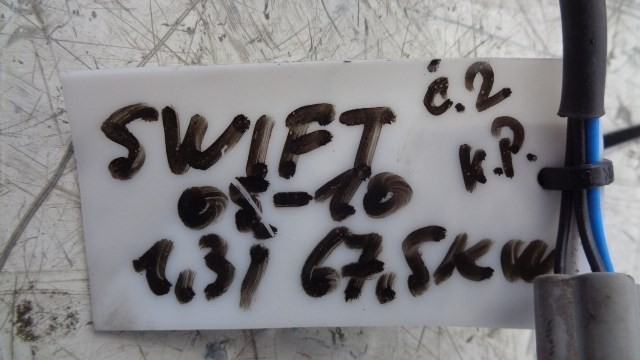 SWIFT č.2
K.P.
05-10
1,3i 67,5KW